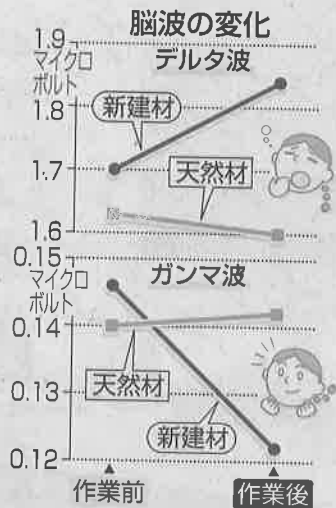 脳波の変化
1.9
マイクロ
ボルト
デルタ波
1.8
新建材
1.7
天然材
1.6
0.15
マイクロ
ボルト
ガンマ波
0.14
天然材
0.13
新建材
0.12
作業前
作業後